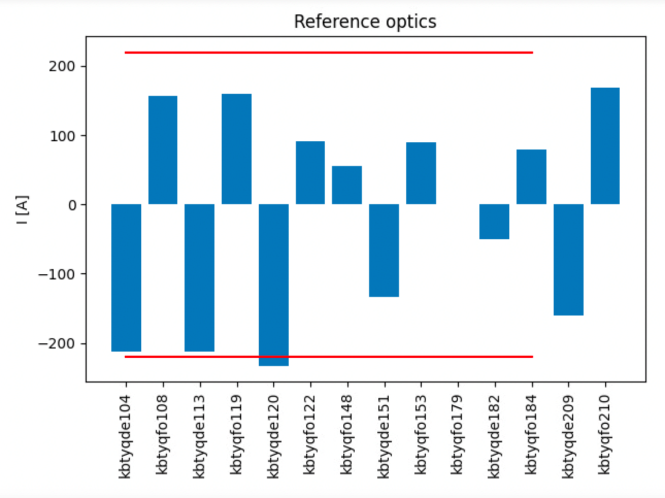 Reference optics
I [A]
200
100
0
−100
−200
kbtyqde104
kbtyqfo108
kbtyqde113
kbtyqfo119
kbtyqde120
kbtyqfo122
kbtyqfo148
kbtyqde151
kbtyqfo153
kbtyqfo179
kbtyqde182
kbtyqfo184
kbtyqde209
kbtyqfo210